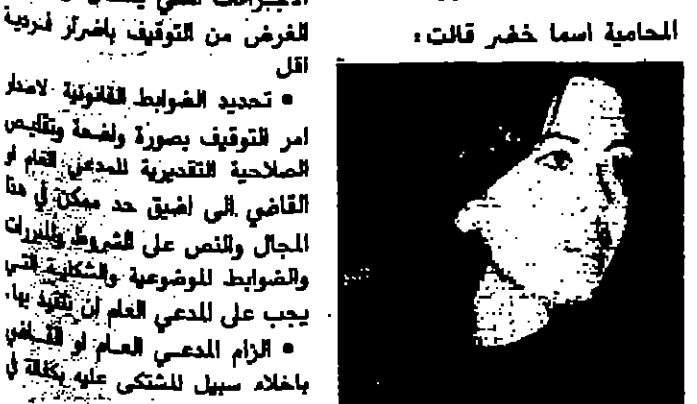 المحامية اسما خضر قالت :
الغرض من التوقيف باضرار فردية
اقل
• تحديد الضوابط القانونية لاصدار
امر التوقيف بصورة واضحة وتقليص
الصلاحية التقديرية للمدعي العام او
القاضي الى اضيق حد ممكن في هذا
المجال والنص على الشروط والمبررات
والضوابط الموضوعية والشكلية التي
يجب على المدعي العام ان يتقيد بها .
• الزام المدعي العام او القاضي
باخلاء سبيل المشتكى عليه بكفالة في